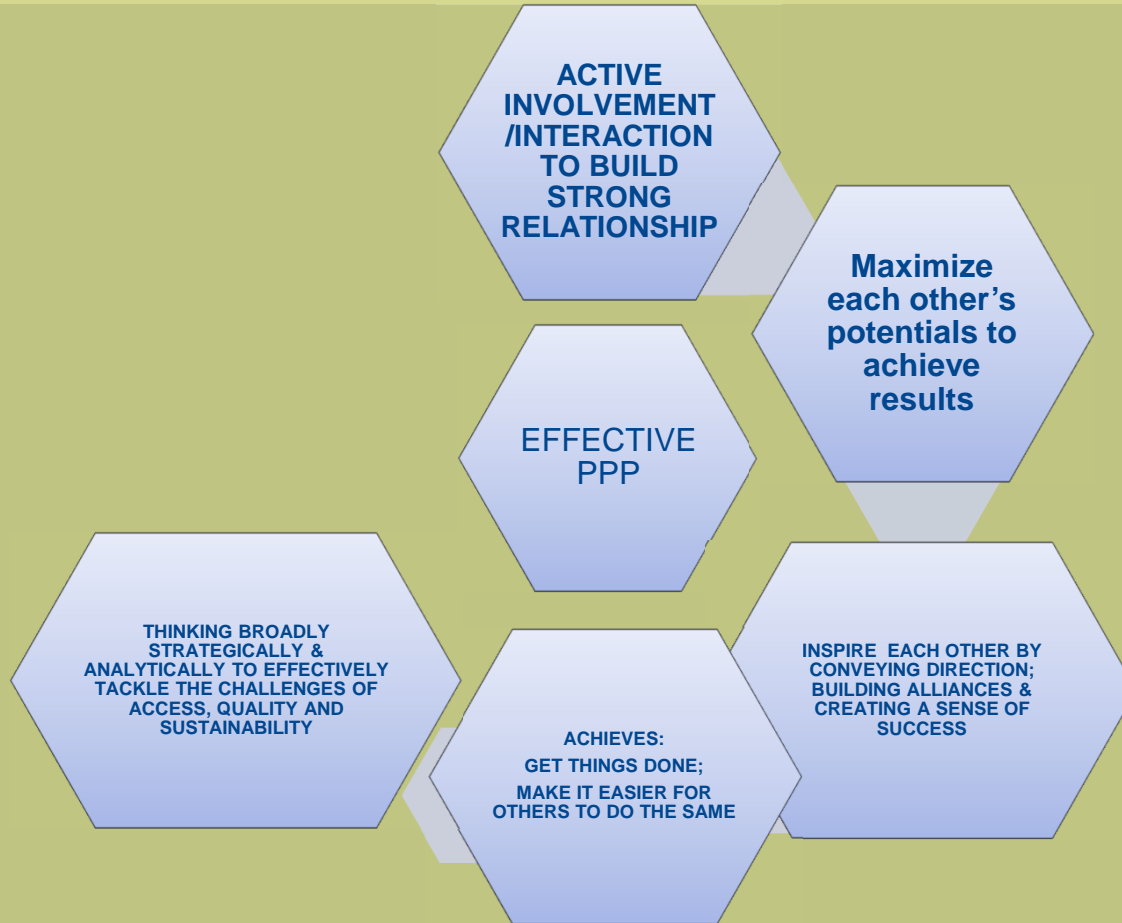 ACTIVE
INVOLVEMENT
/INTERACTION
TO BUILD
STRONG
RELATIONSHIP
Maximize
each other’s
potentials to
achieve
results
EFFECTIVE
PPP
THINKING BROADLY
STRATEGICALLY &
ANALYTICALLY TO EFFECTIVELY
TACKLE THE CHALLENGES OF
ACCESS, QUALITY AND
SUSTAINABILITY
INSPIRE EACH OTHER BY
CONVEYING DIRECTION;
BUILDING ALLIANCES &
CREATING A SENSE OF
SUCCESS
ACHIEVES:
GET THINGS DONE;
MAKE IT EASIER FOR
OTHERS TO DO THE SAME